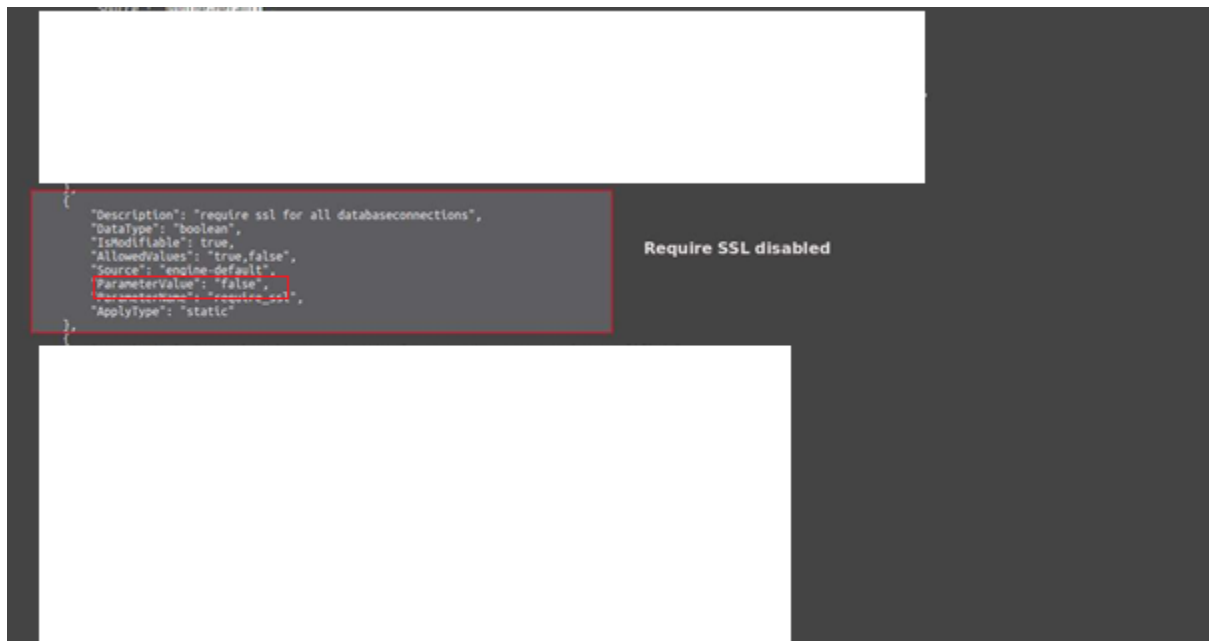 },
{
"Description": "require ssl for all databaseconnections",
"DataType": "boolean",
"IsModifiable": true,
"AllowedValues": "true,false",
"Source": "engine-default",
"ParameterValue": "false",
"ParameterName": "require_ssl",
"ApplyType": "static"
},
{
Require SSL disabled